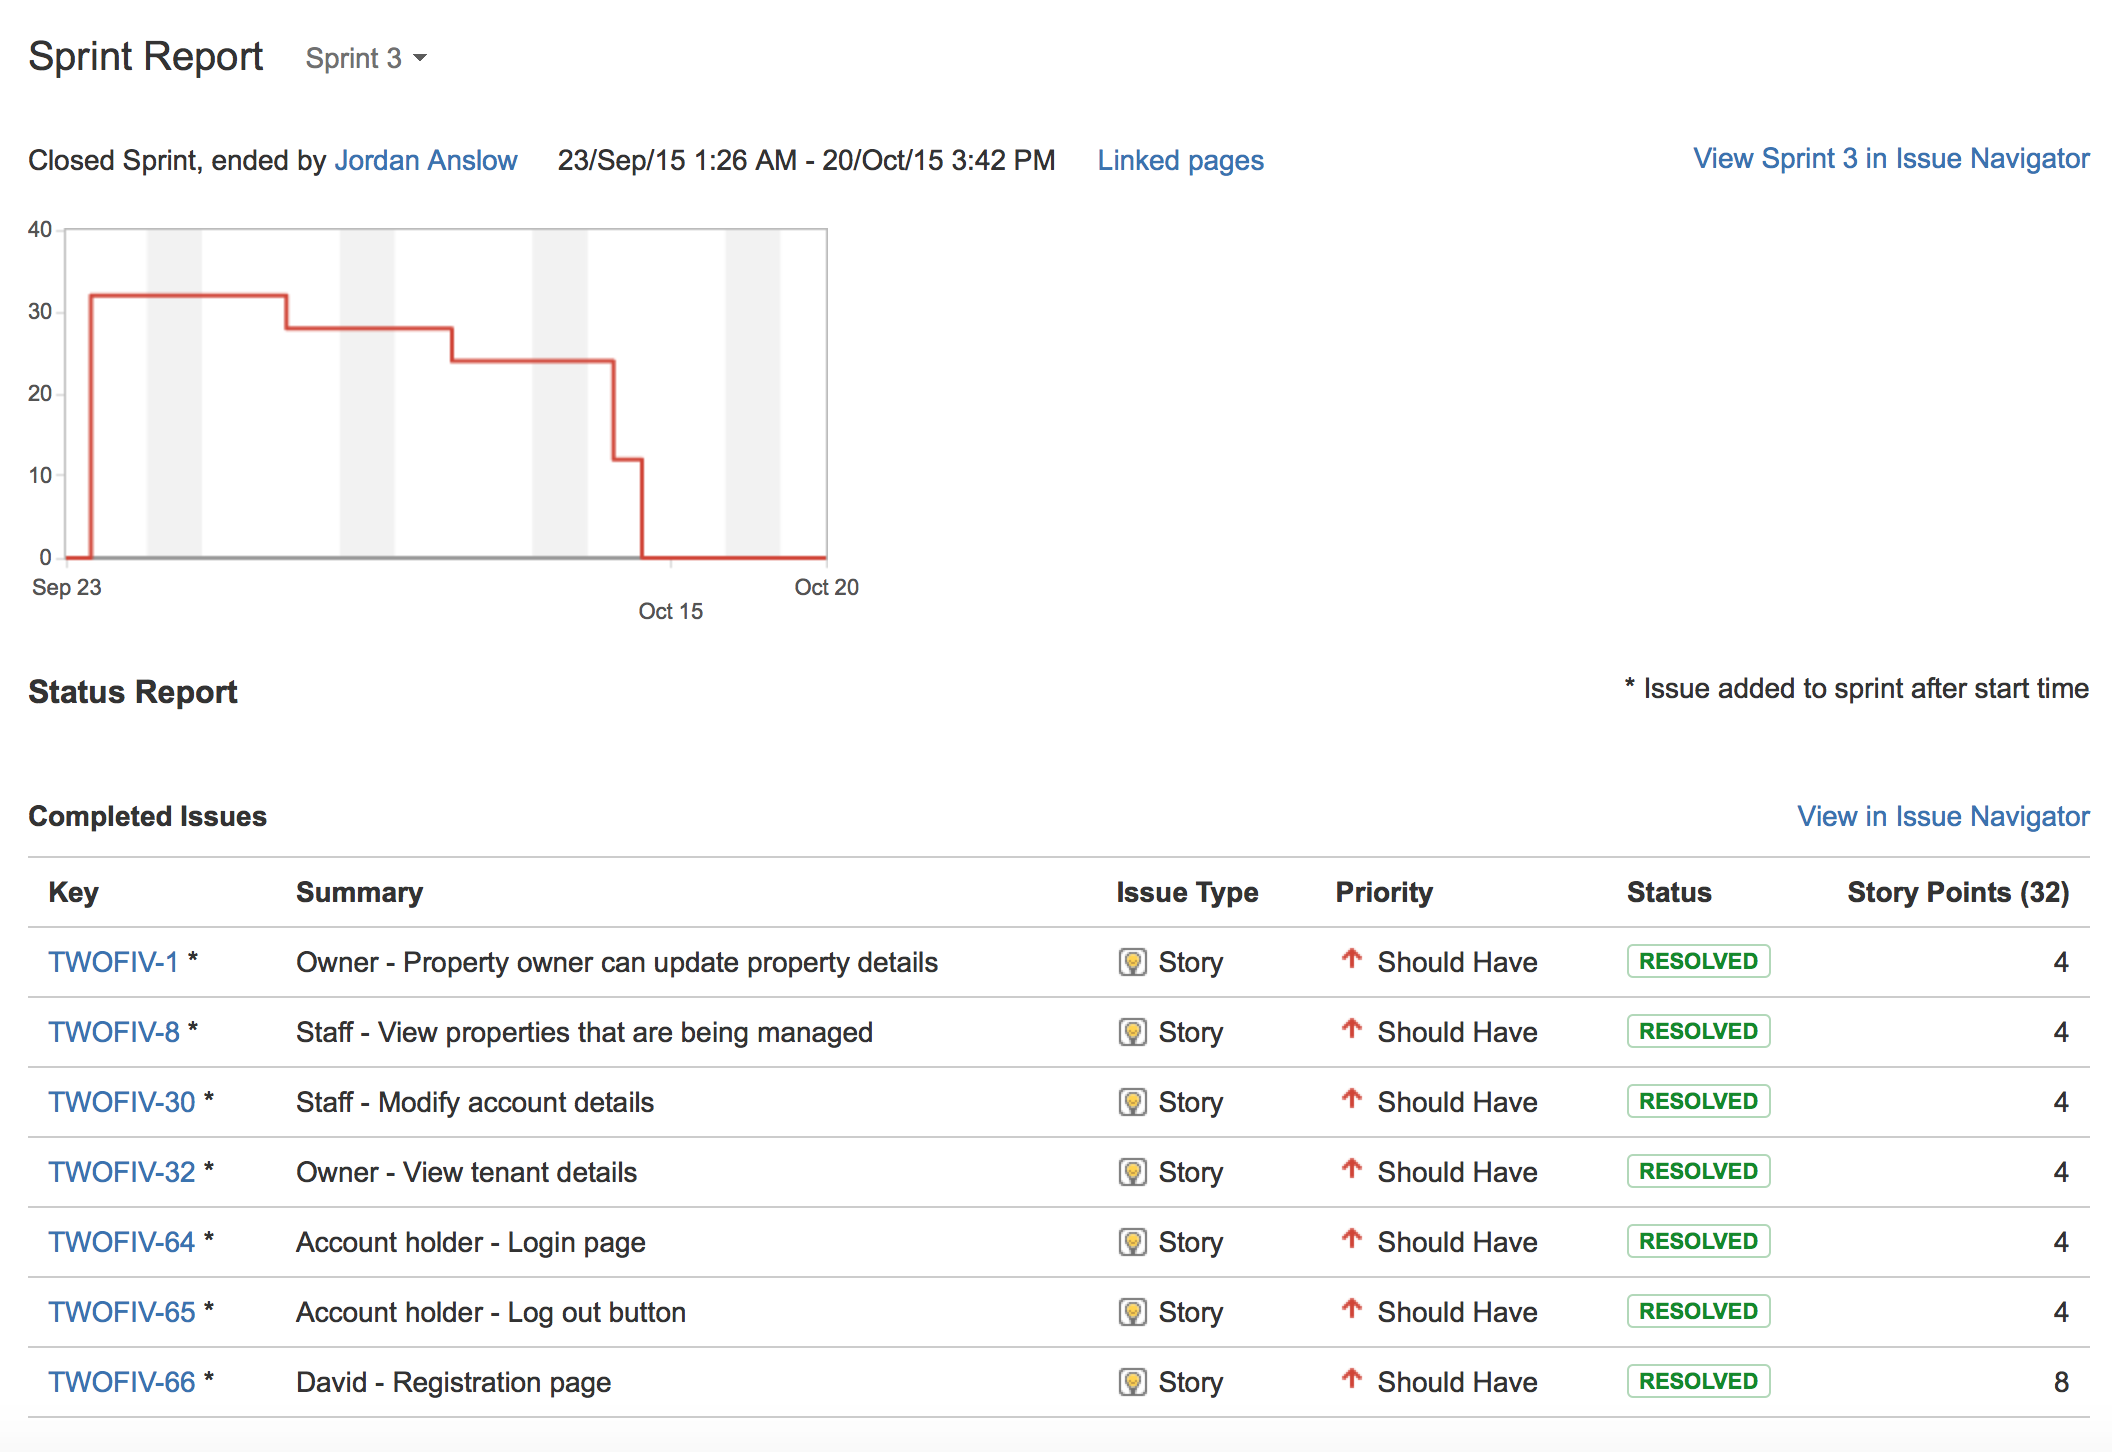 Sprint Report Sprint 3
Closed Sprint, ended by Jordan Anslow 23/Sep/15 1:26 AM - 20/Oct/15 3:42 PM Linked pages View Sprint 3 in Issue Navigator
40
30
20
10
0
Sep 23 Oct 20
Oct 15
Status Report * Issue added to sprint after start time
Completed Issues View in Issue Navigator
Key Summary Issue Type Priority Status Story Points (32)
TWOFIV-1 * Owner - Property owner can update property details Story Should Have RESOLVED 4
TWOFIV-8 * Staff - View properties that are being managed Story Should Have RESOLVED 4
TWOFIV-30 * Staff - Modify account details Story Should Have RESOLVED 4
TWOFIV-32 * Owner - View tenant details Story Should Have RESOLVED 4
TWOFIV-64 * Account holder - Login page Story Should Have RESOLVED 4
TWOFIV-65 * Account holder - Log out button Story Should Have RESOLVED 4
TWOFIV-66 * David - Registration page Story Should Have RESOLVED 8